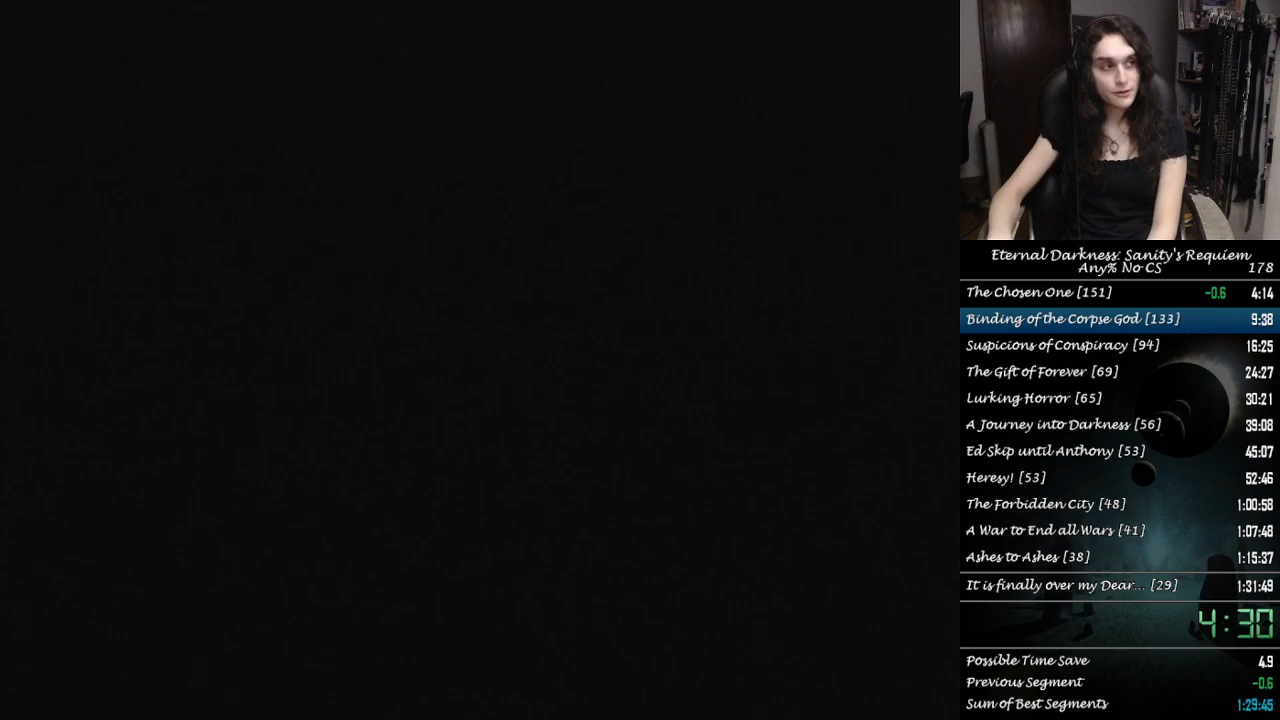 Eternal Darkness: Sanity's Requiem
Any% No CS 178
The Chosen One [151] -0.6 4:14
Binding of the Corpse God [133] 9:38
Suspicions of Conspiracy [94] 16:25
The Gift of Forever [69] 24:27
Lurking Horror [65] 30:21
A Journey into Darkness [56] 39:08
Ed Skip until Anthony [53] 45:07
Heresy! [53] 52:46
The Forbidden City [48] 1:00:58
A War to End all Wars [41] 1:07:48
Ashes to Ashes [38] 1:15:37
It is finally over my Dear... [29] 1:31:49
4:30
Possible Time Save 4.9
Previous Segment -0.6
Sum of Best Segments 1:29:45